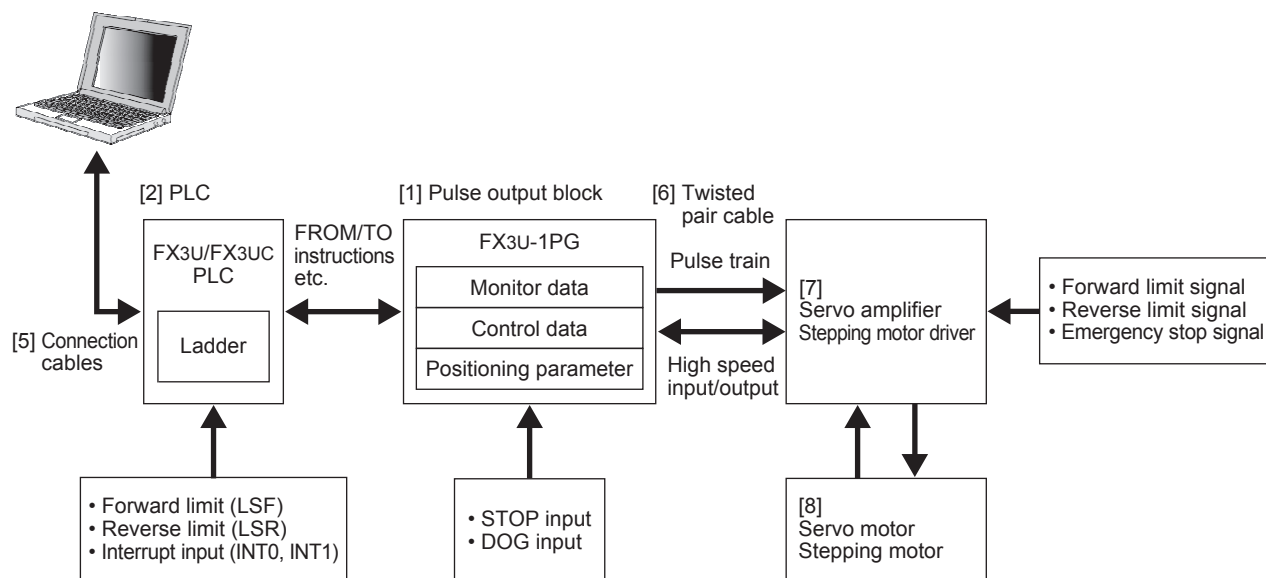 [2] PLC
FX3U/FX3UC
PLC
Ladder
[5] Connection
cables
FROM/TO
instructions
etc.
[1] Pulse output block
FX3U-1PG
Monitor data
Control data
Positioning parameter
[6] Twisted
pair cable
Pulse train
High speed
input/output
[7]
Servo amplifier
Stepping motor driver
• Forward limit signal
• Reverse limit signal
• Emergency stop signal
• Forward limit (LSF)
• Reverse limit (LSR)
• Interrupt input (INT0, INT1)
• STOP input
• DOG input
[8]
Servo motor
Stepping motor